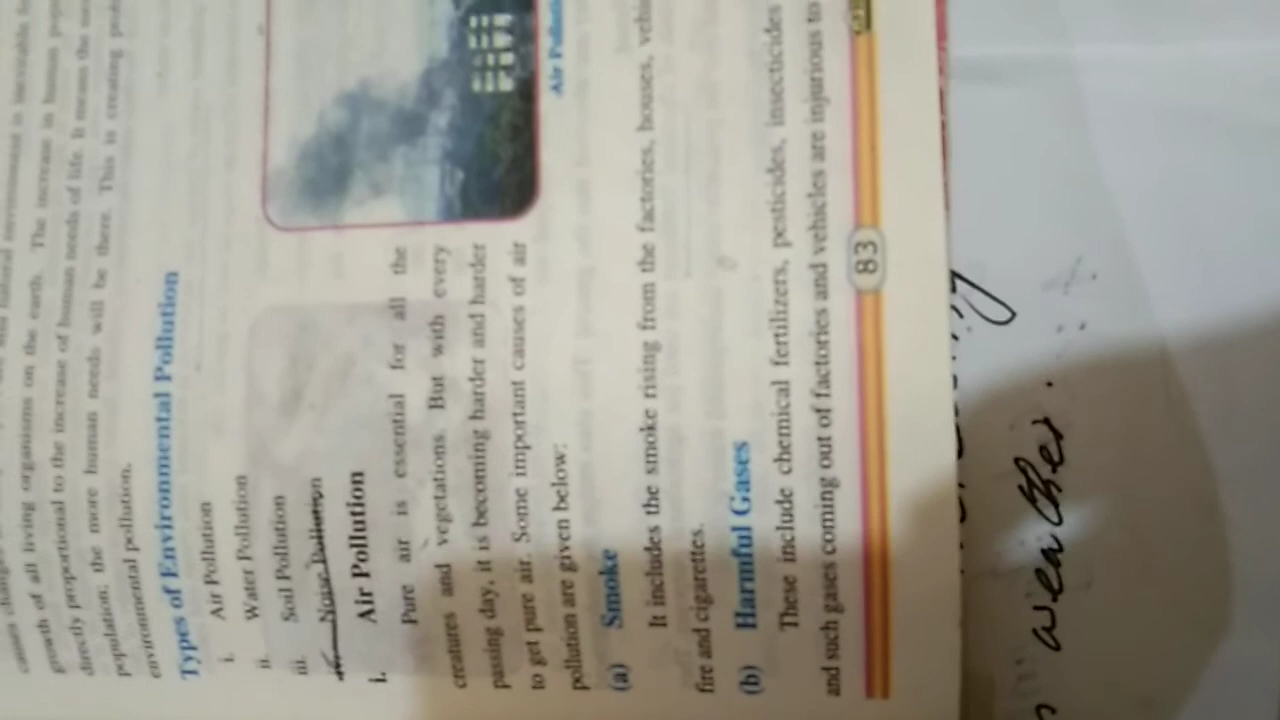 growth of all living organisms on the earth. The increase in human
directly proportional to the increase of human needs of life. It means the
population; the more human needs will be there. This is creating
environmental pollution.
Types of Environmental Pollution
i. Air Pollution
ii. Water Pollution
iii. Soil Pollution
Noise Pollution
i. Air Pollution
Pure air is essential for all the
creatures and vegetations. But with every
passing day, it is becoming harder and harder
to get pure air. Some important causes of air
pollution are given below:
Air
(a) Smoke
It includes the smoke rising from the factories, houses,
fire and cigarettes.
(b) Harmful Gases
These include chemical fertilizers, pesticides, insecticides
and such gases coming out of factories and vehicles are injurious to
83
weather.